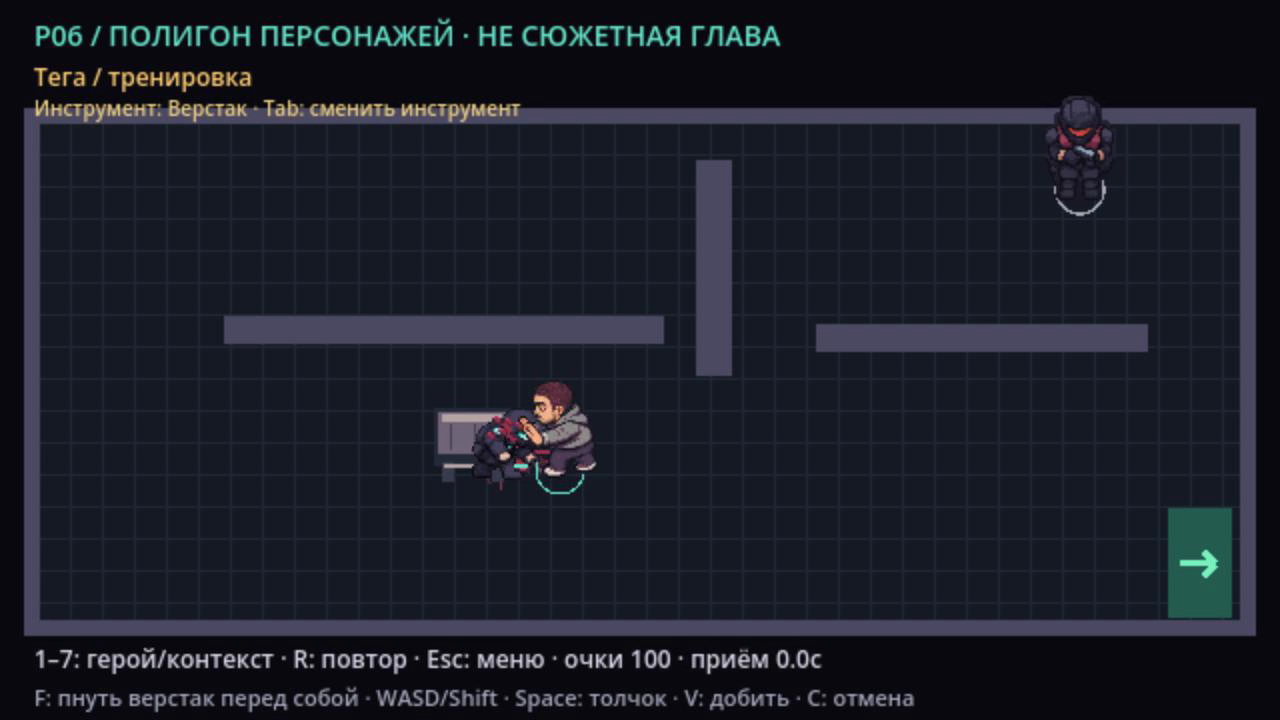 P06 / ПОЛИГОН ПЕРСОНАЖЕЙ · НЕ СЮЖЕТНАЯ ГЛАВА
Тега / тренировка
Инструмент: Верстак · Tab: сменить инструмент
→
1–7: герой/контекст · R: повтор · Esc: меню · очки 100 · приём 0.0с
F: пнуть верстак перед собой · WASD/Shift · Space: толчок · V: добить · C: отмена